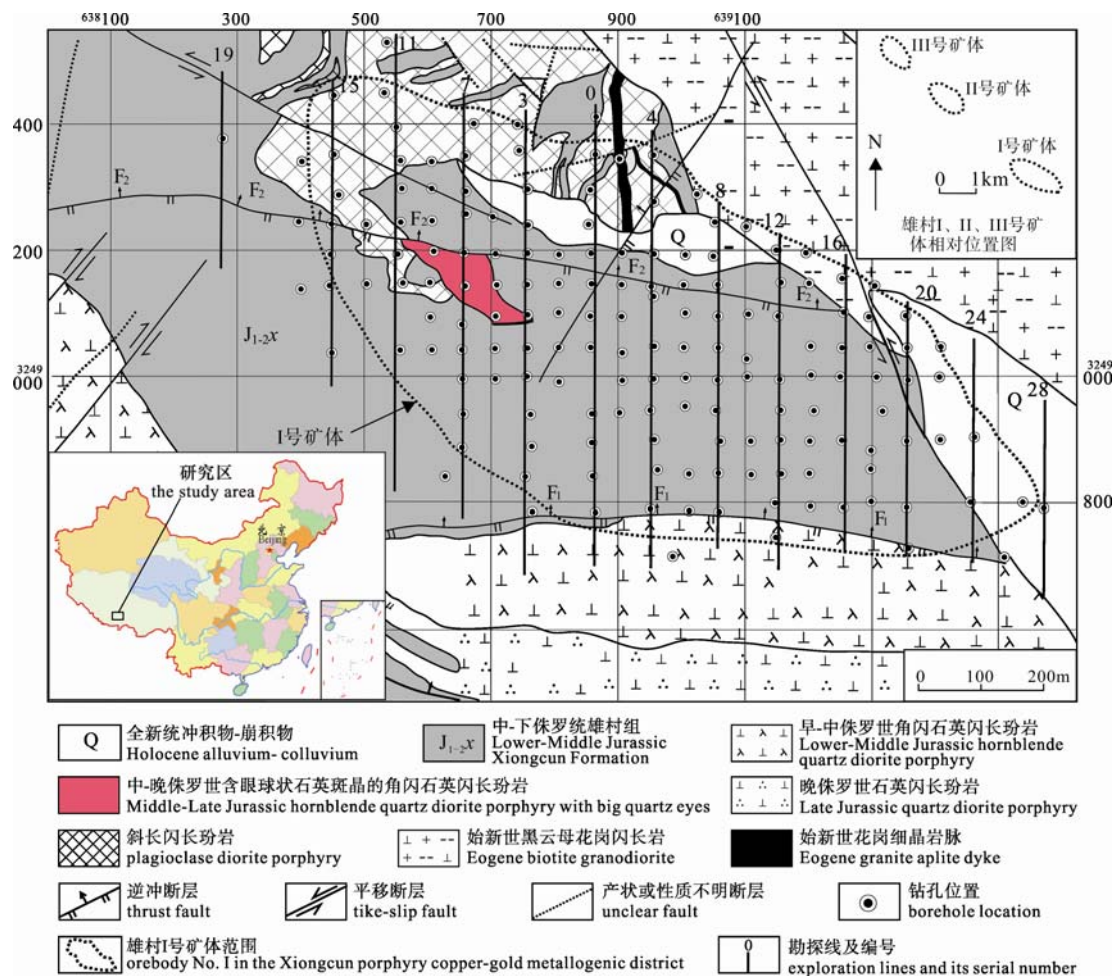 638100 300 500 700 900 639100
19 11 15 3 0 4 8 12 16 20 24 28
400
200
3249
000
3249
000
800
F2 F2 F2 F2 F2
F1 F1 F1
J1-2x
Q
Q
I号矿体
III号矿体
II号矿体
I号矿体
N
0 1km
雄村I、II、III号矿
体相对位置图
研究区
the study area
北京
Beijing
0 100 200m
Q 全新统冲积物-崩积物
Holocene alluvium- colluvium
J1-2x 中-下侏罗统雄村组
Lower-Middle Jurassic
Xiongcun Formation
早-中侏罗世角闪石英闪长玢岩
Lower-Middle Jurassic hornblende
quartz diorite porphyry
中-晚侏罗世含眼球状石英斑晶的角闪石英闪长玢岩
Middle-Late Jurassic hornblende quartz diorite porphyry with big quartz eyes
晚侏罗世石英闪长玢岩
Late Jurassic quartz diorite porphyry
斜长闪长玢岩
plagioclase diorite porphyry
始新世黑云母花岗闪长岩
Eogene biotite granodiorite
始新世花岗细晶岩脉
Eogene granite aplite dyke
逆冲断层
thrust fault
平移断层
tike-slip fault
产状或性质不明断层
unclear fault
钻孔位置
borehole location
雄村I号矿体范围
orebody No. I in the Xiongcun porphyry copper-gold metallogenic district
0 勘探线及编号
exploration lines and its serial number